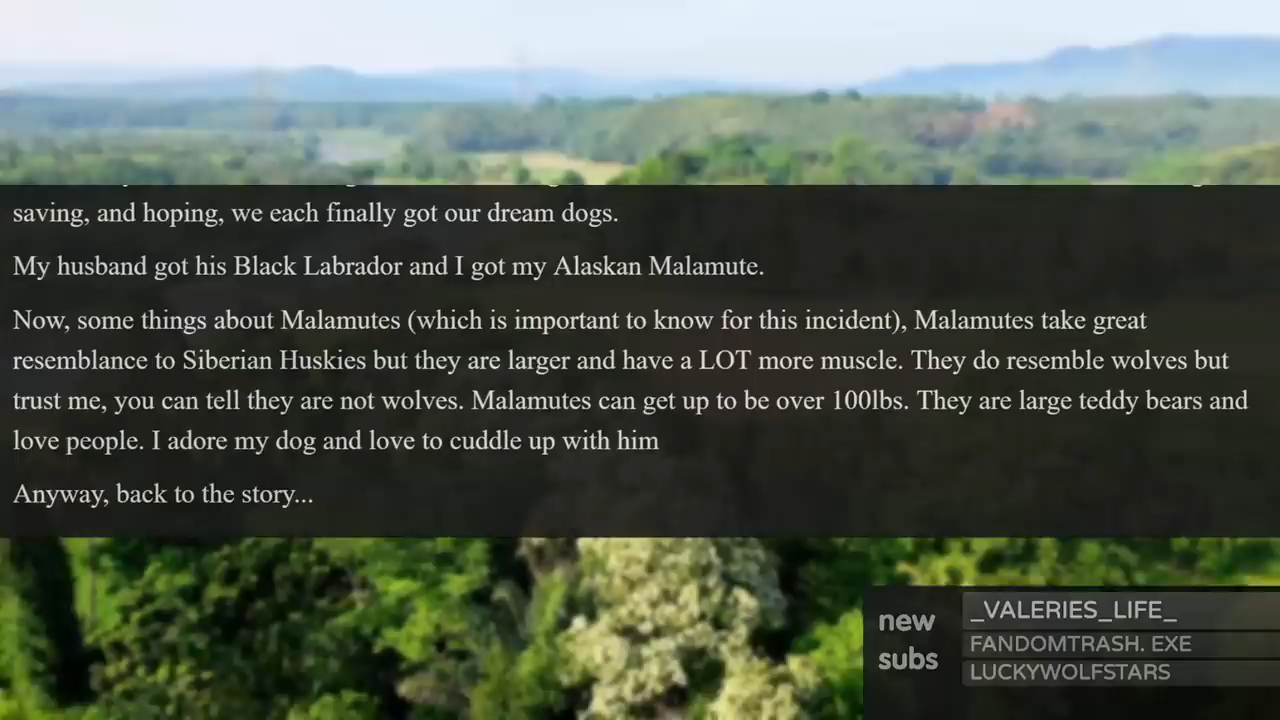 saving, and hoping, we each finally got our dream dogs.
My husband got his Black Labrador and I got my Alaskan Malamute.
Now, some things about Malamutes (which is important to know for this incident), Malamutes take great
resemblance to Siberian Huskies but they are larger and have a LOT more muscle. They do resemble wolves but
trust me, you can tell they are not wolves. Malamutes can get up to be over 100lbs. They are large teddy bears and
love people. I adore my dog and love to cuddle up with him
Anyway, back to the story...
new
subs
_VALERIES_LIFE_
FANDOMTRASH. EXE
LUCKYWOLFSTARS